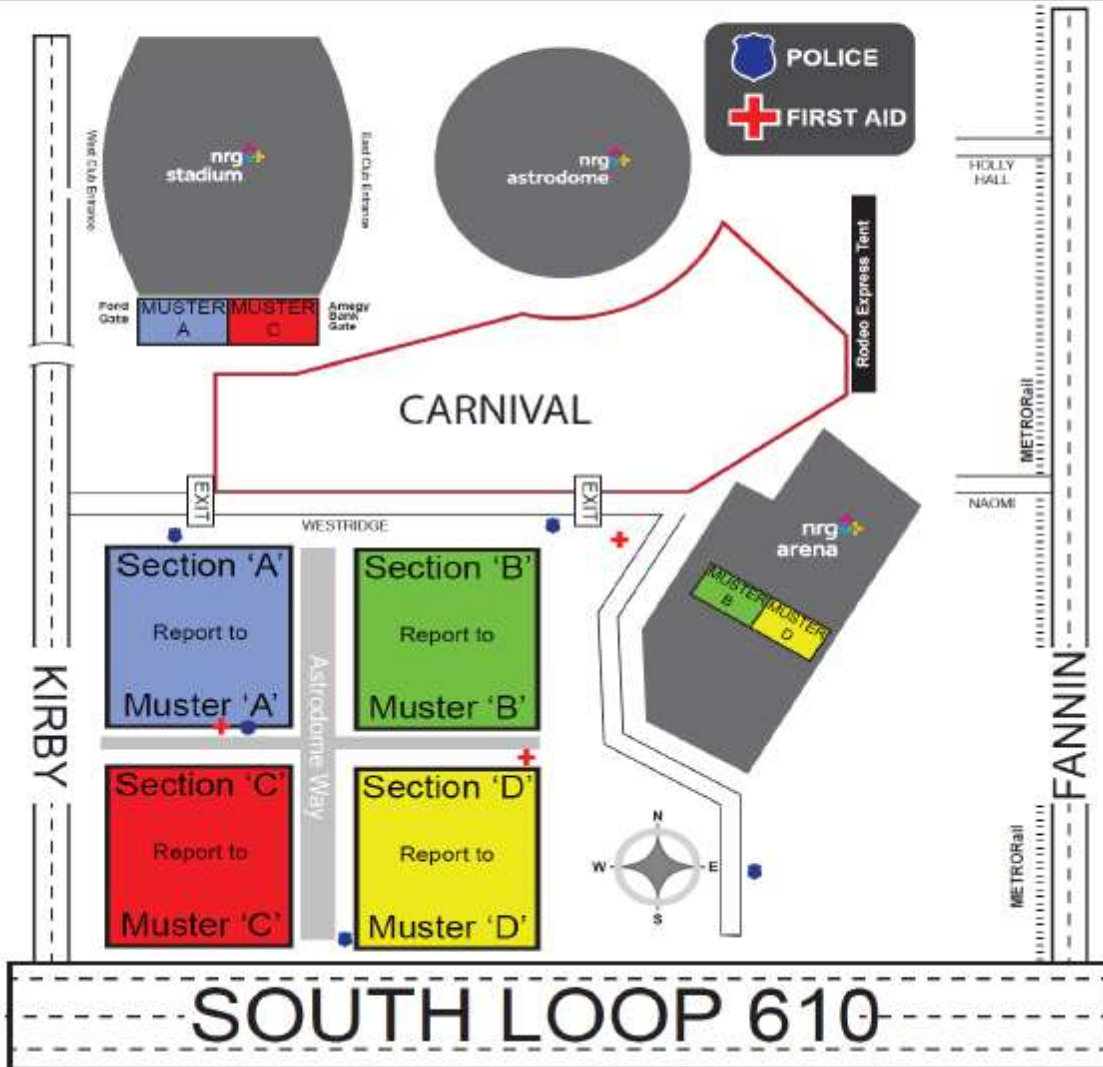 POLICE
FIRST AID
nrg
stadium
nrg
astrodome
West Club Entrance
East Club Entrance
HOLLY
HALL
Rodeo Express Tent
Pond
Gate
MUSTER
A
MUSTER
C
Amegy
Bank
Gate
CARNIVAL
METRORail
EXIT
EXIT
WESTRIDGE
NAOMI
nrg
arena
MUSTER
B
MUSTER
D
Section 'A'
Report to
Muster 'A'
Section 'B'
Report to
Muster 'B'
Astrodome Way
KIRBY
FANNIN
Section 'C'
Report to
Muster 'C'
Section 'D'
Report to
Muster 'D'
N
W
E
S
METRORail
SOUTH LOOP 610